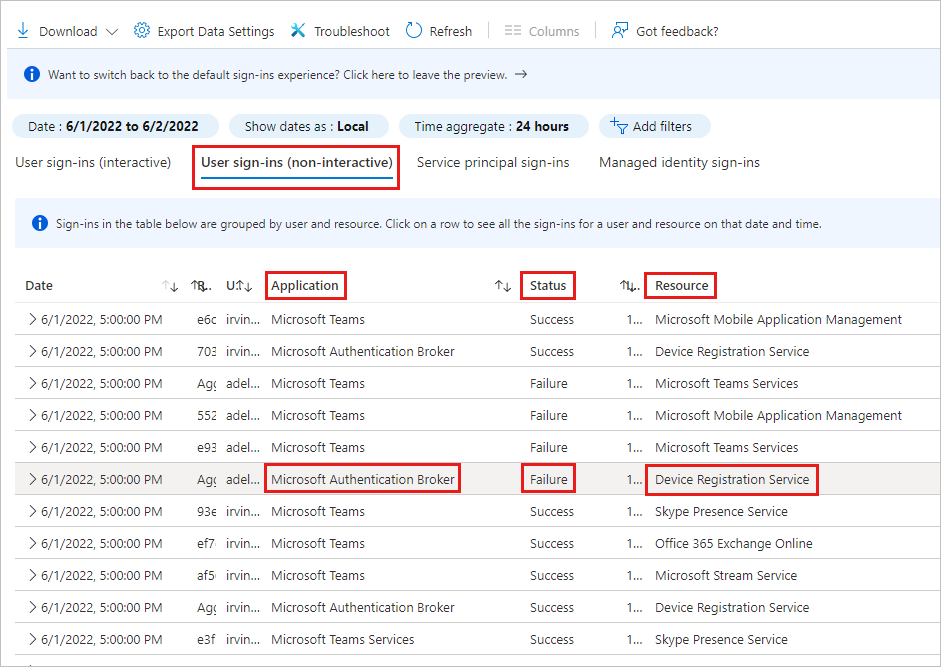 Download Export Data Settings Troubleshoot Refresh Columns Got feedback?
Want to switch back to the default sign-ins experience? Click here to leave the preview. →
Date : 6/1/2022 to 6/2/2022 Show dates as : Local Time aggregate : 24 hours Add filters
User sign-ins (interactive) User sign-ins (non-interactive) Service principal sign-ins Managed identity sign-ins
Sign-ins in the table below are grouped by user and resource. Click on a row to see all the sign-ins for a user and resource on that date and time.
Date Application Status Resource
6/1/2022, 5:00:00 PM e6c irvin... Microsoft Teams Success 1... Microsoft Mobile Application Management
6/1/2022, 5:00:00 PM 703 irvin... Microsoft Authentication Broker Success 1... Device Registration Service
6/1/2022, 5:00:00 PM Agg adel... Microsoft Teams Failure 1... Microsoft Teams Services
6/1/2022, 5:00:00 PM 552 adel... Microsoft Teams Failure 1... Microsoft Mobile Application Management
6/1/2022, 5:00:00 PM e93 adel... Microsoft Teams Failure 1... Microsoft Teams Services
6/1/2022, 5:00:00 PM Agg adel... Microsoft Authentication Broker Failure 1... Device Registration Service
6/1/2022, 5:00:00 PM 93e irvin... Microsoft Teams Success 1... Skype Presence Service
6/1/2022, 5:00:00 PM ef7 irvin... Microsoft Teams Success 1... Office 365 Exchange Online
6/1/2022, 5:00:00 PM af5 irvin... Microsoft Teams Success 1... Microsoft Stream Service
6/1/2022, 5:00:00 PM Agg irvin... Microsoft Authentication Broker Success 1... Device Registration Service
6/1/2022, 5:00:00 PM e3f irvin... Microsoft Teams Services Success 1... Skype Presence Service